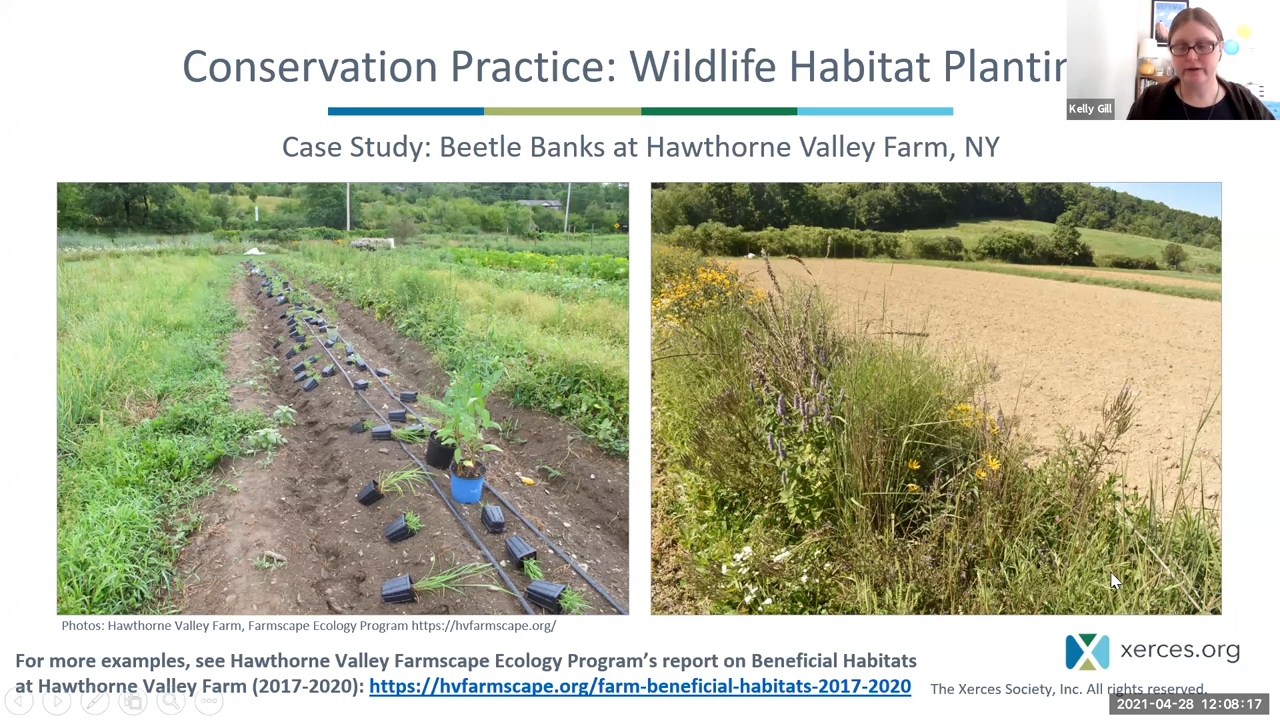 Conservation Practice: Wildlife Habitat Plantin
Kelly Gill
Case Study: Beetle Banks at Hawthorne Valley Farm, NY
Photos: Hawthorne Valley Farm, Farmscape Ecology Program https://hvfarmscape.org/
For more examples, see Hawthorne Valley Farmscape Ecology Program's report on Beneficial Habitats
at Hawthorne Valley Farm (2017-2020): https://hvfarmscape.org/farm-beneficial-habitats-2017-2020
xerces.org
The Xerces Society, Inc. All rights reserved.
2021-04-28 12:08:17